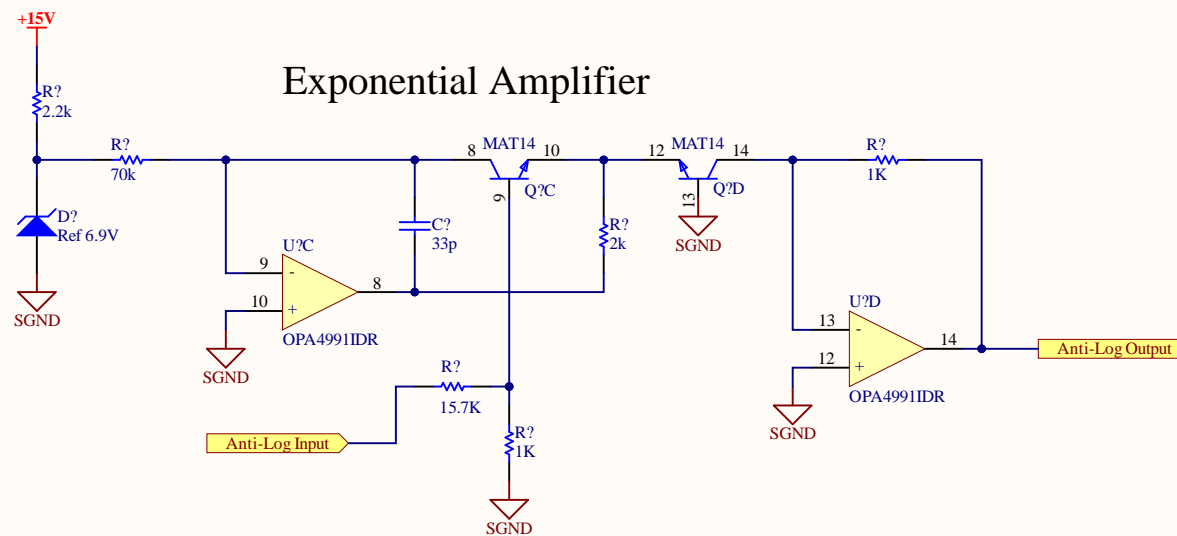 +15V
Exponential Amplifier
R?
2.2k
R?
70k
8
MAT14
10
Q?C
9
12
MAT14
14
Q?D
13
SGND
R?
1K
D?
Ref 6.9V
SGND
C?
33p
R?
2k
U?C
9
-
8
10
+
OPA4991IDR
SGND
U?D
13
-
14
12
+
OPA4991IDR
SGND
Anti-Log Output
R?
15.7K
Anti-Log Input
R?
1K
SGND